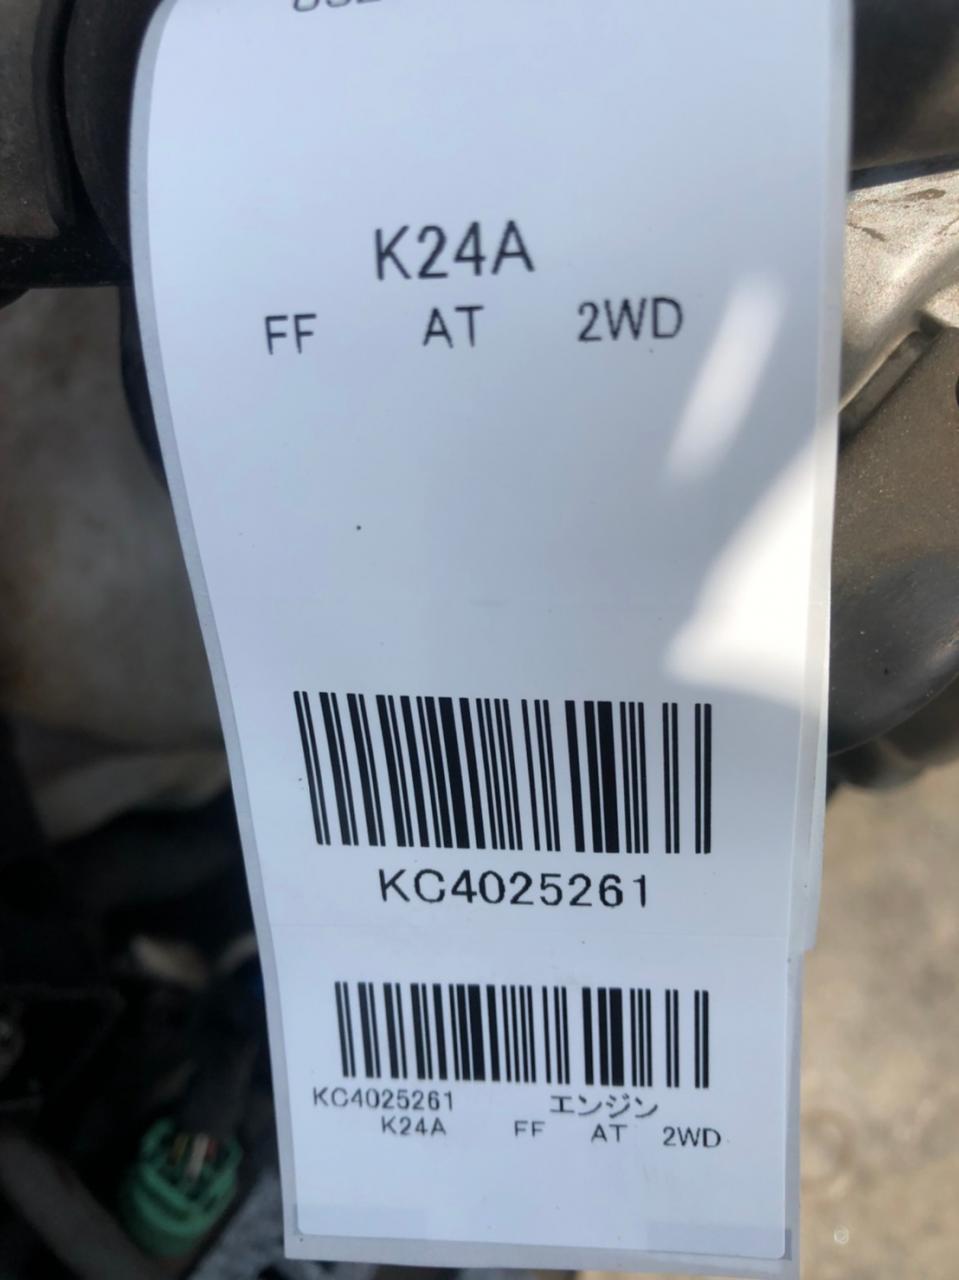 K24A
FF AT 2WD
KC4025261
KC4025261 エンジン
K24A FF AT 2WD